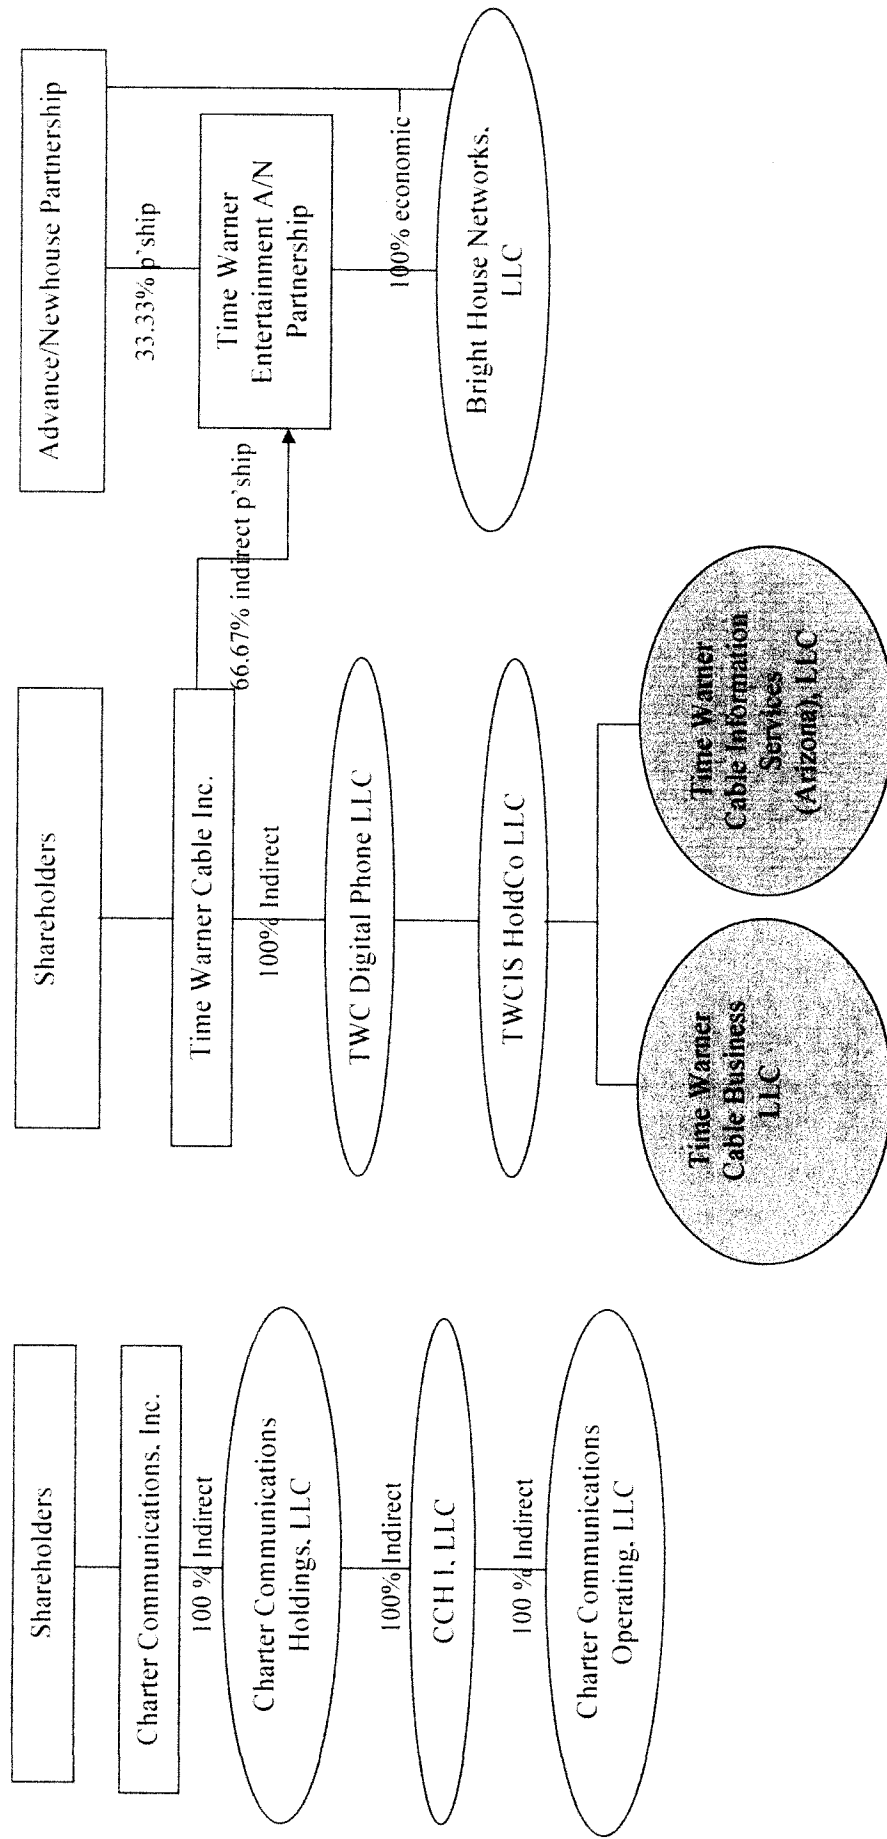 Shareholders
Charter Communications, Inc.
100 % Indirect
Charter Communications
Holdings, LLC
100% Indirect
CCH I, LLC
100 % Indirect
Charter Communications
Operating, LLC
Shareholders
Time Warner Cable Inc.
66.67% indirect p'ship
100% Indirect
TWC Digital Phone LLC
TWCIS HoldCo LLC
Time Warner
Cable Business
LLC
Time Warner
Cable Information
Services
(Arizona), LLC
Advance/Newhouse Partnership
33.33% p'ship
Time Warner
Entertainment A/N
Partnership
100% economic
Bright House Networks,
LLC